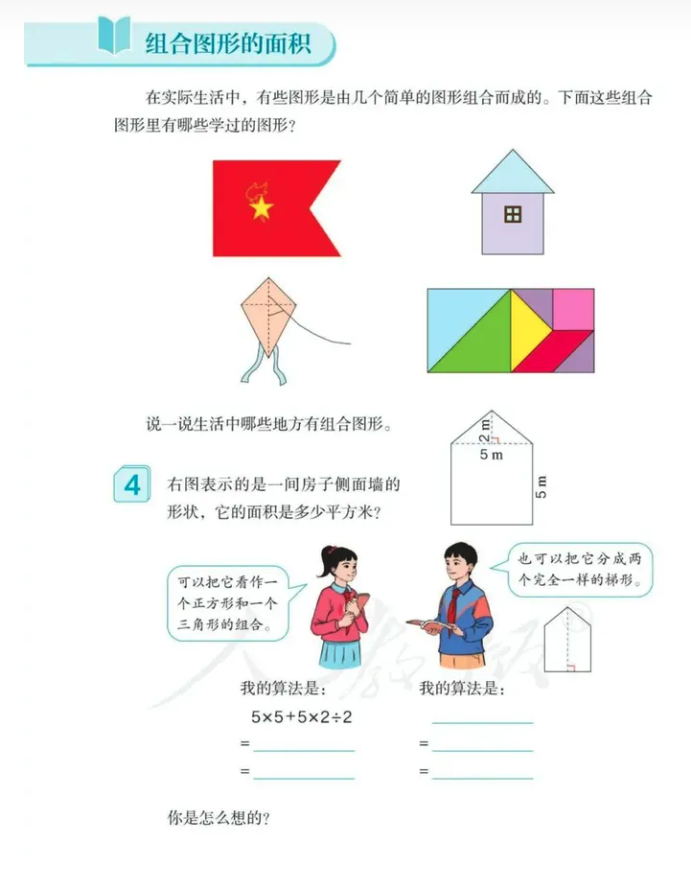 组合图形的面积
在实际生活中，有些图形是由几个简单的图形组合而成的。下面这些组合
图形里有哪些学过的图形？
说一说生活中哪些地方有组合图形。
2 m
5 m
5 m
4
右图表示的是一间房子侧面墙的
形状，它的面积是多少平方米？
可以把它看作一
个正方形和一个
三角形的组合。
也可以把它分成两
个完全一样的梯形。
我的算法是：
5×5+5×2÷2
=
=
我的算法是：
=
=
你是怎么想的？
人教版